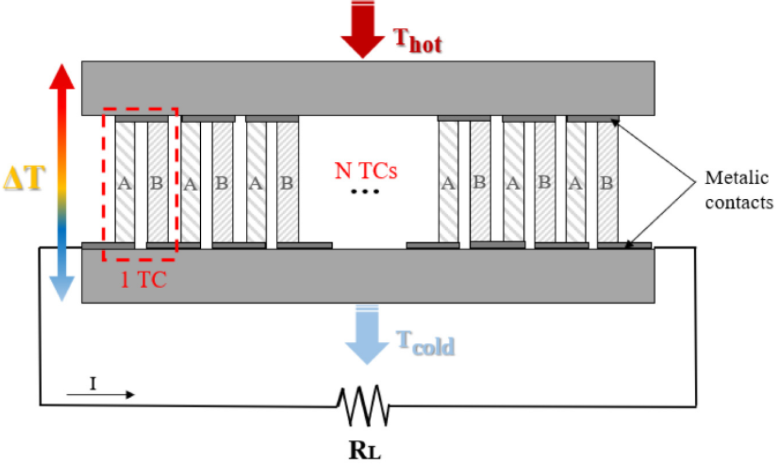 Thot
ΔT
A B A B A B
N TCs
...
A B A B A B
Metalic
contacts
1 TC
Tcold
I
RL